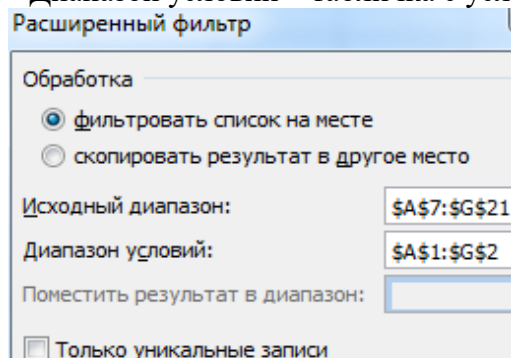 Расширенный фильтр
Обработка
фильтровать список на месте
скопировать результат в другое место
Исходный диапазон: $A$7:$G$21
Диапазон условий: $A$1:$G$2
Поместить результат в диапазон:
Только уникальные записи